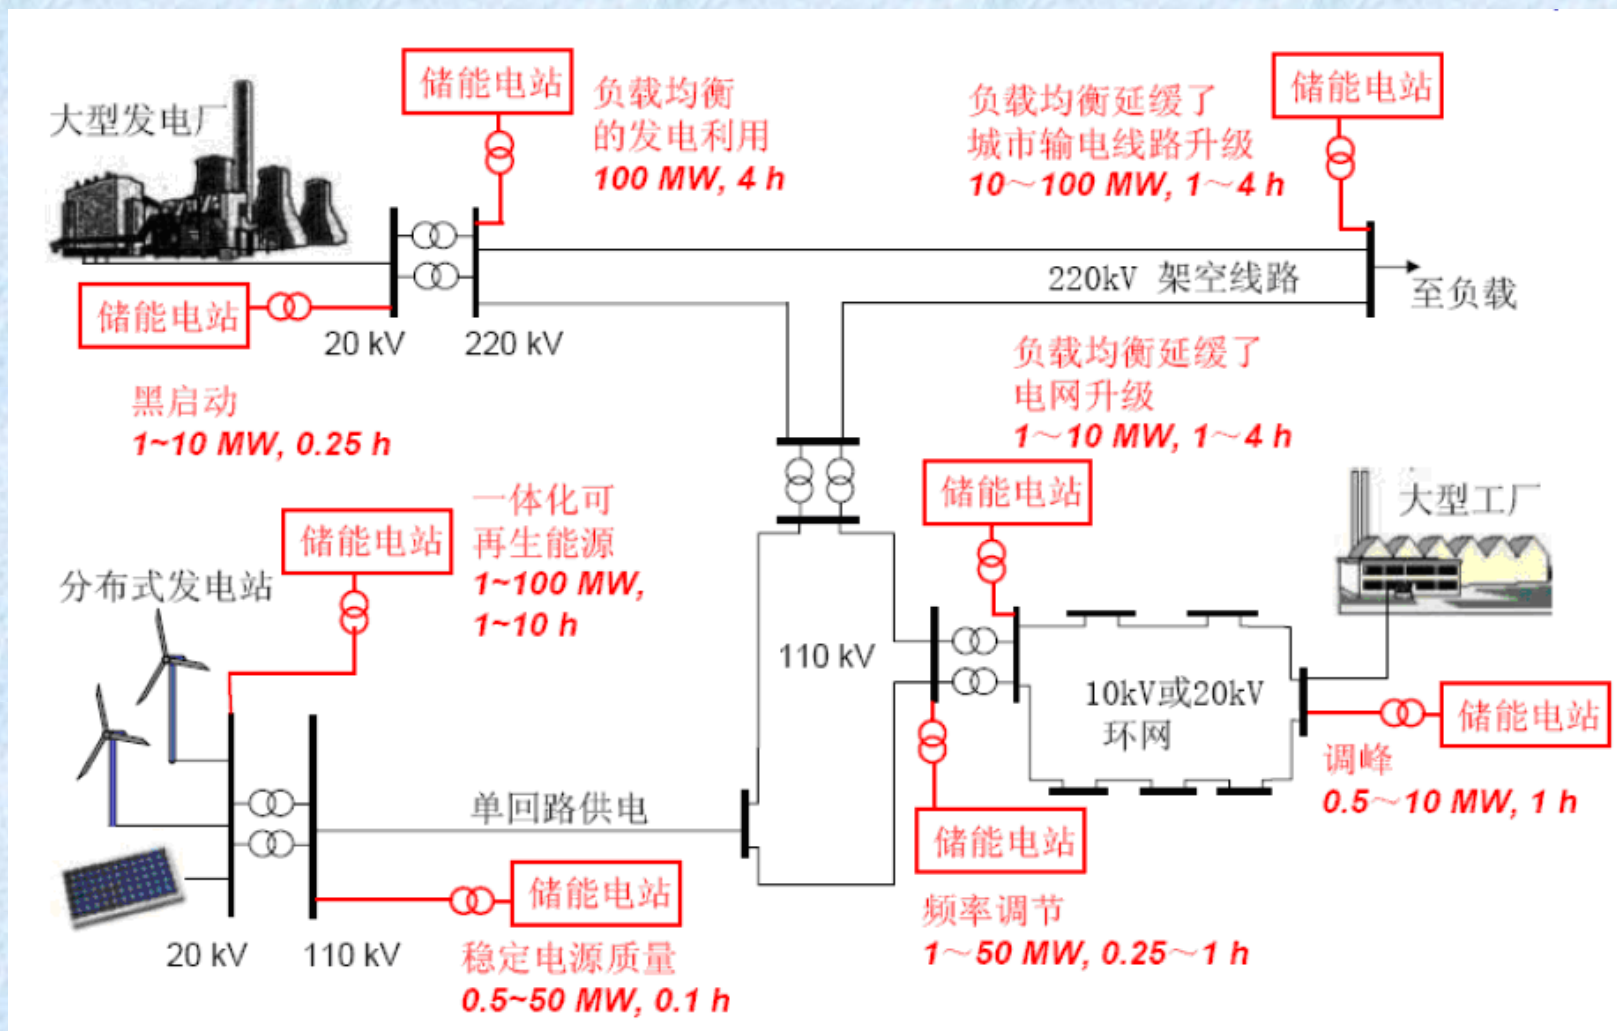 储能电站
负载均衡
的发电利用
100 MW, 4 h
负载均衡延缓了
城市输电线路升级
10～100 MW, 1～4 h
储能电站
大型发电厂
220kV 架空线路
至负载
储能电站
20 kV
220 kV
黑启动
1~10 MW, 0.25 h
负载均衡延缓了
电网升级
1～10 MW, 1～4 h
储能电站
一体化可
再生能源
1~100 MW,
1~10 h
储能电站
大型工厂
分布式发电站
110 kV
10kV或20kV
环网
储能电站
调峰
0.5～10 MW, 1 h
单回路供电
储能电站
频率调节
1～50 MW, 0.25～1 h
储能电站
20 kV
110 kV
稳定电源质量
0.5~50 MW, 0.1 h